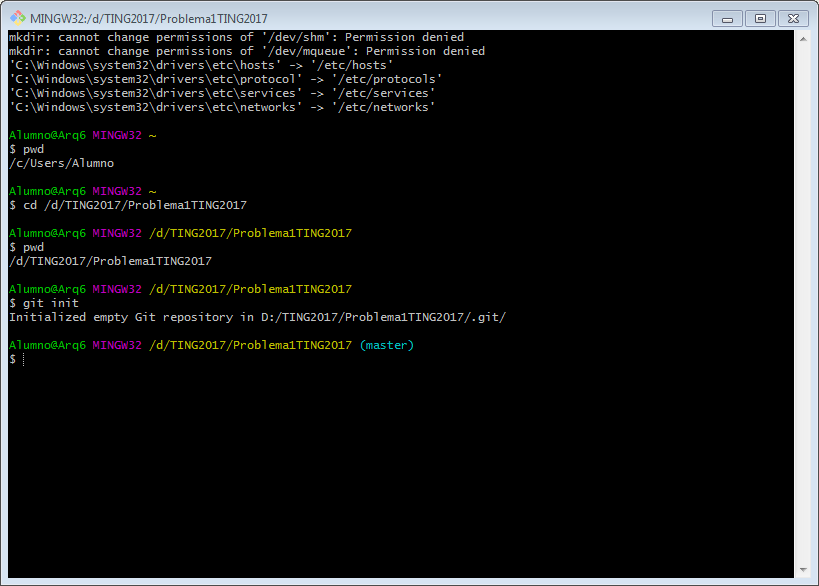 MINGW32:/d/TING2017/Problema1TING2017
mkdir: cannot change permissions of '/dev/shm': Permission denied
mkdir: cannot change permissions of '/dev/mqueue': Permission denied
'C:\Windows\system32\drivers\etc\hosts' -> '/etc/hosts'
'C:\Windows\system32\drivers\etc\protocol' -> '/etc/protocols'
'C:\Windows\system32\drivers\etc\services' -> '/etc/services'
'C:\Windows\system32\drivers\etc\networks' -> '/etc/networks'
Alumno@Arq6 MINGW32 ~
$ pwd
/c/Users/Alumno
Alumno@Arq6 MINGW32 ~
$ cd /d/TING2017/Problema1TING2017
Alumno@Arq6 MINGW32 /d/TING2017/Problema1TING2017
$ pwd
/d/TING2017/Problema1TING2017
Alumno@Arq6 MINGW32 /d/TING2017/Problema1TING2017
$ git init
Initialized empty Git repository in D:/TING2017/Problema1TING2017/.git/
Alumno@Arq6 MINGW32 /d/TING2017/Problema1TING2017 (master)
$